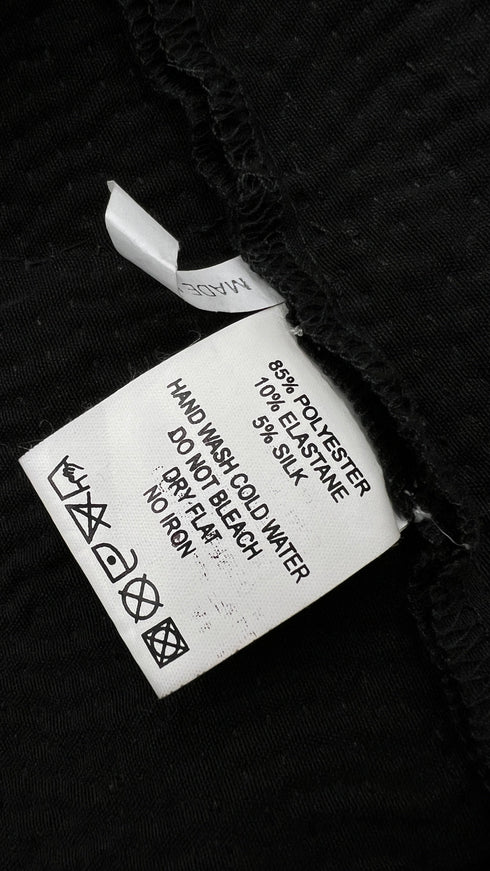 MADE
85% POLYESTER
10% ELASTANE
5% SILK
HAND WASH COLD WATER
DO NOT BLEACH
DRY FLAT
NO IRON